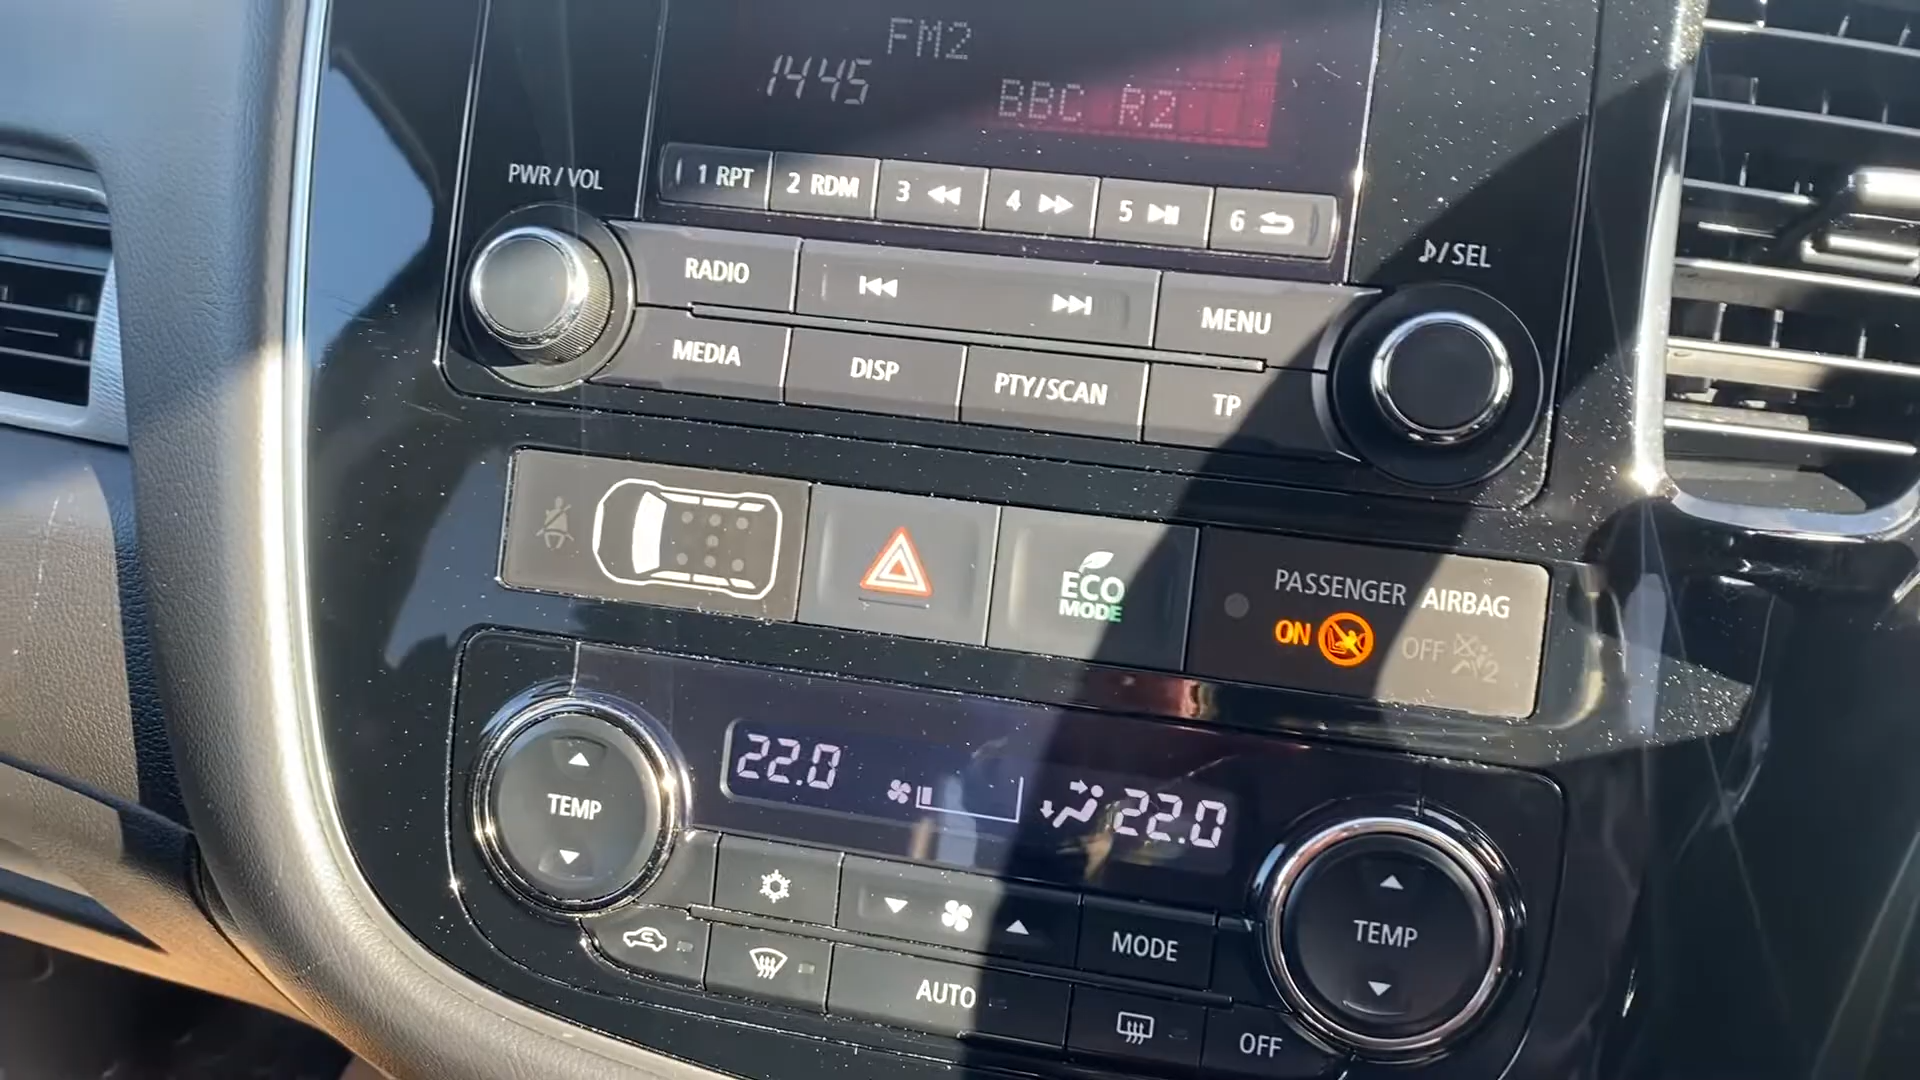 FM2
1445
BBC R2
PWR / VOL
1 RPT
2 RDM
3
4
5
6
♪/SEL
RADIO
MENU
MEDIA
DISP
PTY/SCAN
TP
ECO
MODE
PASSENGER AIRBAG
ON
OFF
2
22.0
22.0
TEMP
TEMP
MODE
AUTO
OFF